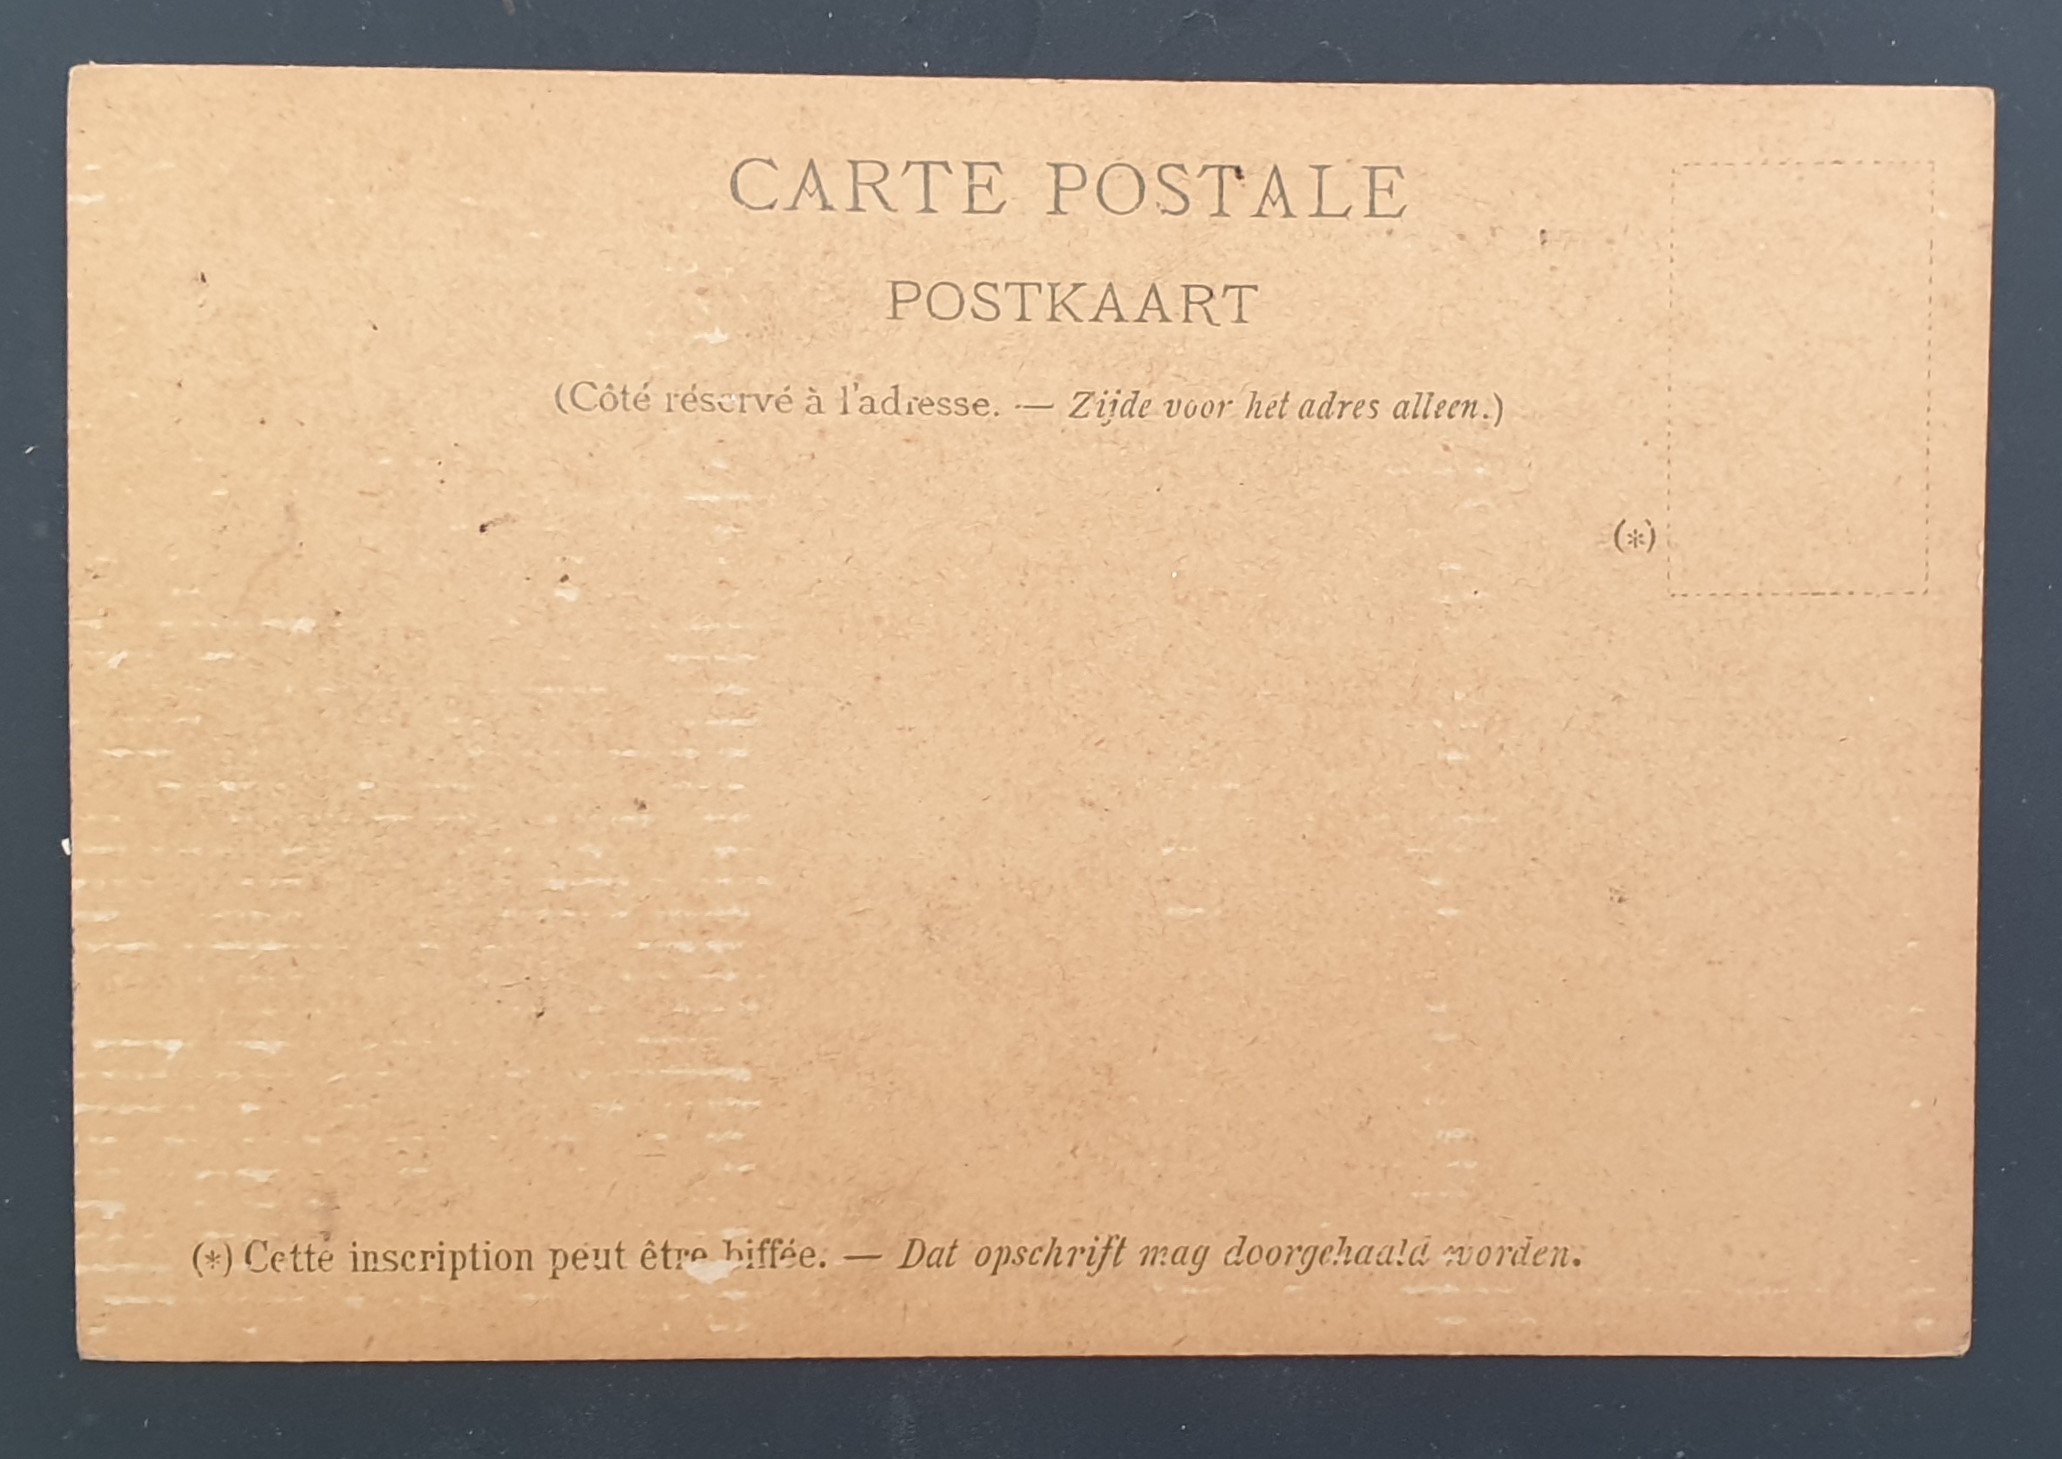 CARTE POSTALE
POSTKAART
(Côté réservé à l'adresse. — Zijde voor het adres alleen.)
(*)
(*) Cette inscription peut être biffée. — Dat opschrift mag doorgehaald worden.